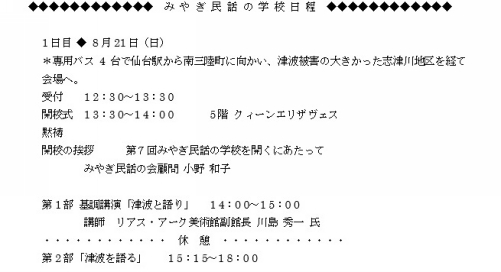 ◆◆◆◆◆◆◆◆◆◆◆◆ みやぎ民話の学校日程 ◆◆◆◆◆◆◆◆◆◆◆◆
1日目 ◆ 8月21日(日)
*専用バス 4 台で仙台駅から南三陸町に向かい、津波被害の大きかった志津川地区を経て
会場へ。
受付 12:30～13:30
開校式 13:30～14:00 5階 クィーンエリザヴェス
黙祷
開校の挨拶 第7回みやぎ民話の学校を開くにあたって
みやぎ民話の会顧問 小野 和子
第1部 基調講演「津波と語り」 14:00～15:00
講師 リアス・アーク美術館副館長 川島 秀一 氏
・・・・・・・・・・・・ 休 憩 ・・・・・・・・・・・・
第2部「津波を語る」 15:15～18:00